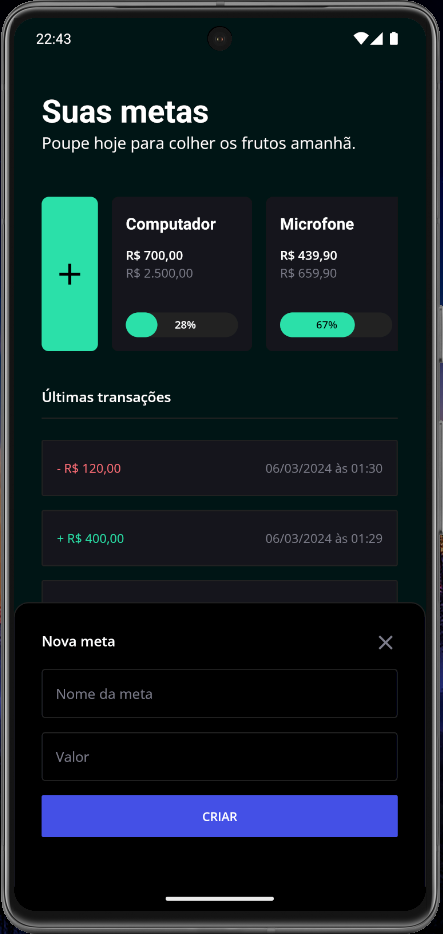 22:43
Suas metas
Poupe hoje para colher os frutos amanhã.
+
Computador
R$ 700,00
R$ 2.500,00
28%
Microfone
R$ 439,90
R$ 659,90
67%
Últimas transações
- R$ 120,00 06/03/2024 às 01:30
+ R$ 400,00 06/03/2024 às 01:29
Nova meta
Nome da meta
Valor
CRIAR